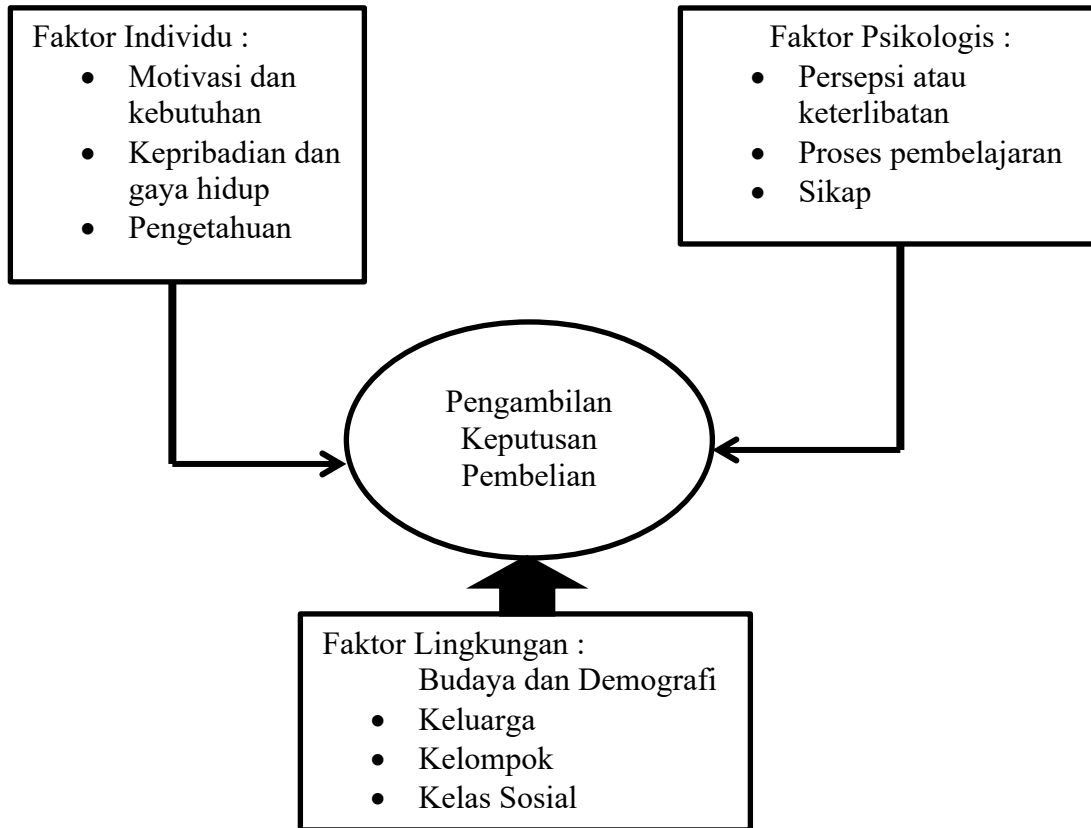 Faktor Individu :
• Motivasi dan
kebutuhan
• Kepribadian dan
gaya hidup
• Pengetahuan
Faktor Psikologis :
• Persepsi atau
keterlibatan
• Proses pembelajaran
• Sikap
Pengambilan
Keputusan
Pembelian
Faktor Lingkungan :
Budaya dan Demografi
• Keluarga
• Kelompok
• Kelas Sosial